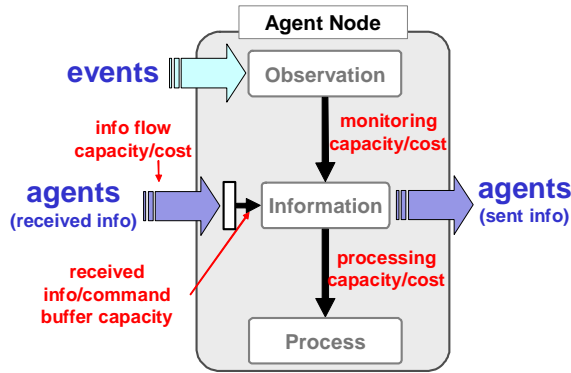 Agent Node
events
Observation
info flow
capacity/cost
monitoring
capacity/cost
agents
(received info)
Information
agents
(sent info)
received
info/command
buffer capacity
processing
capacity/cost
Process